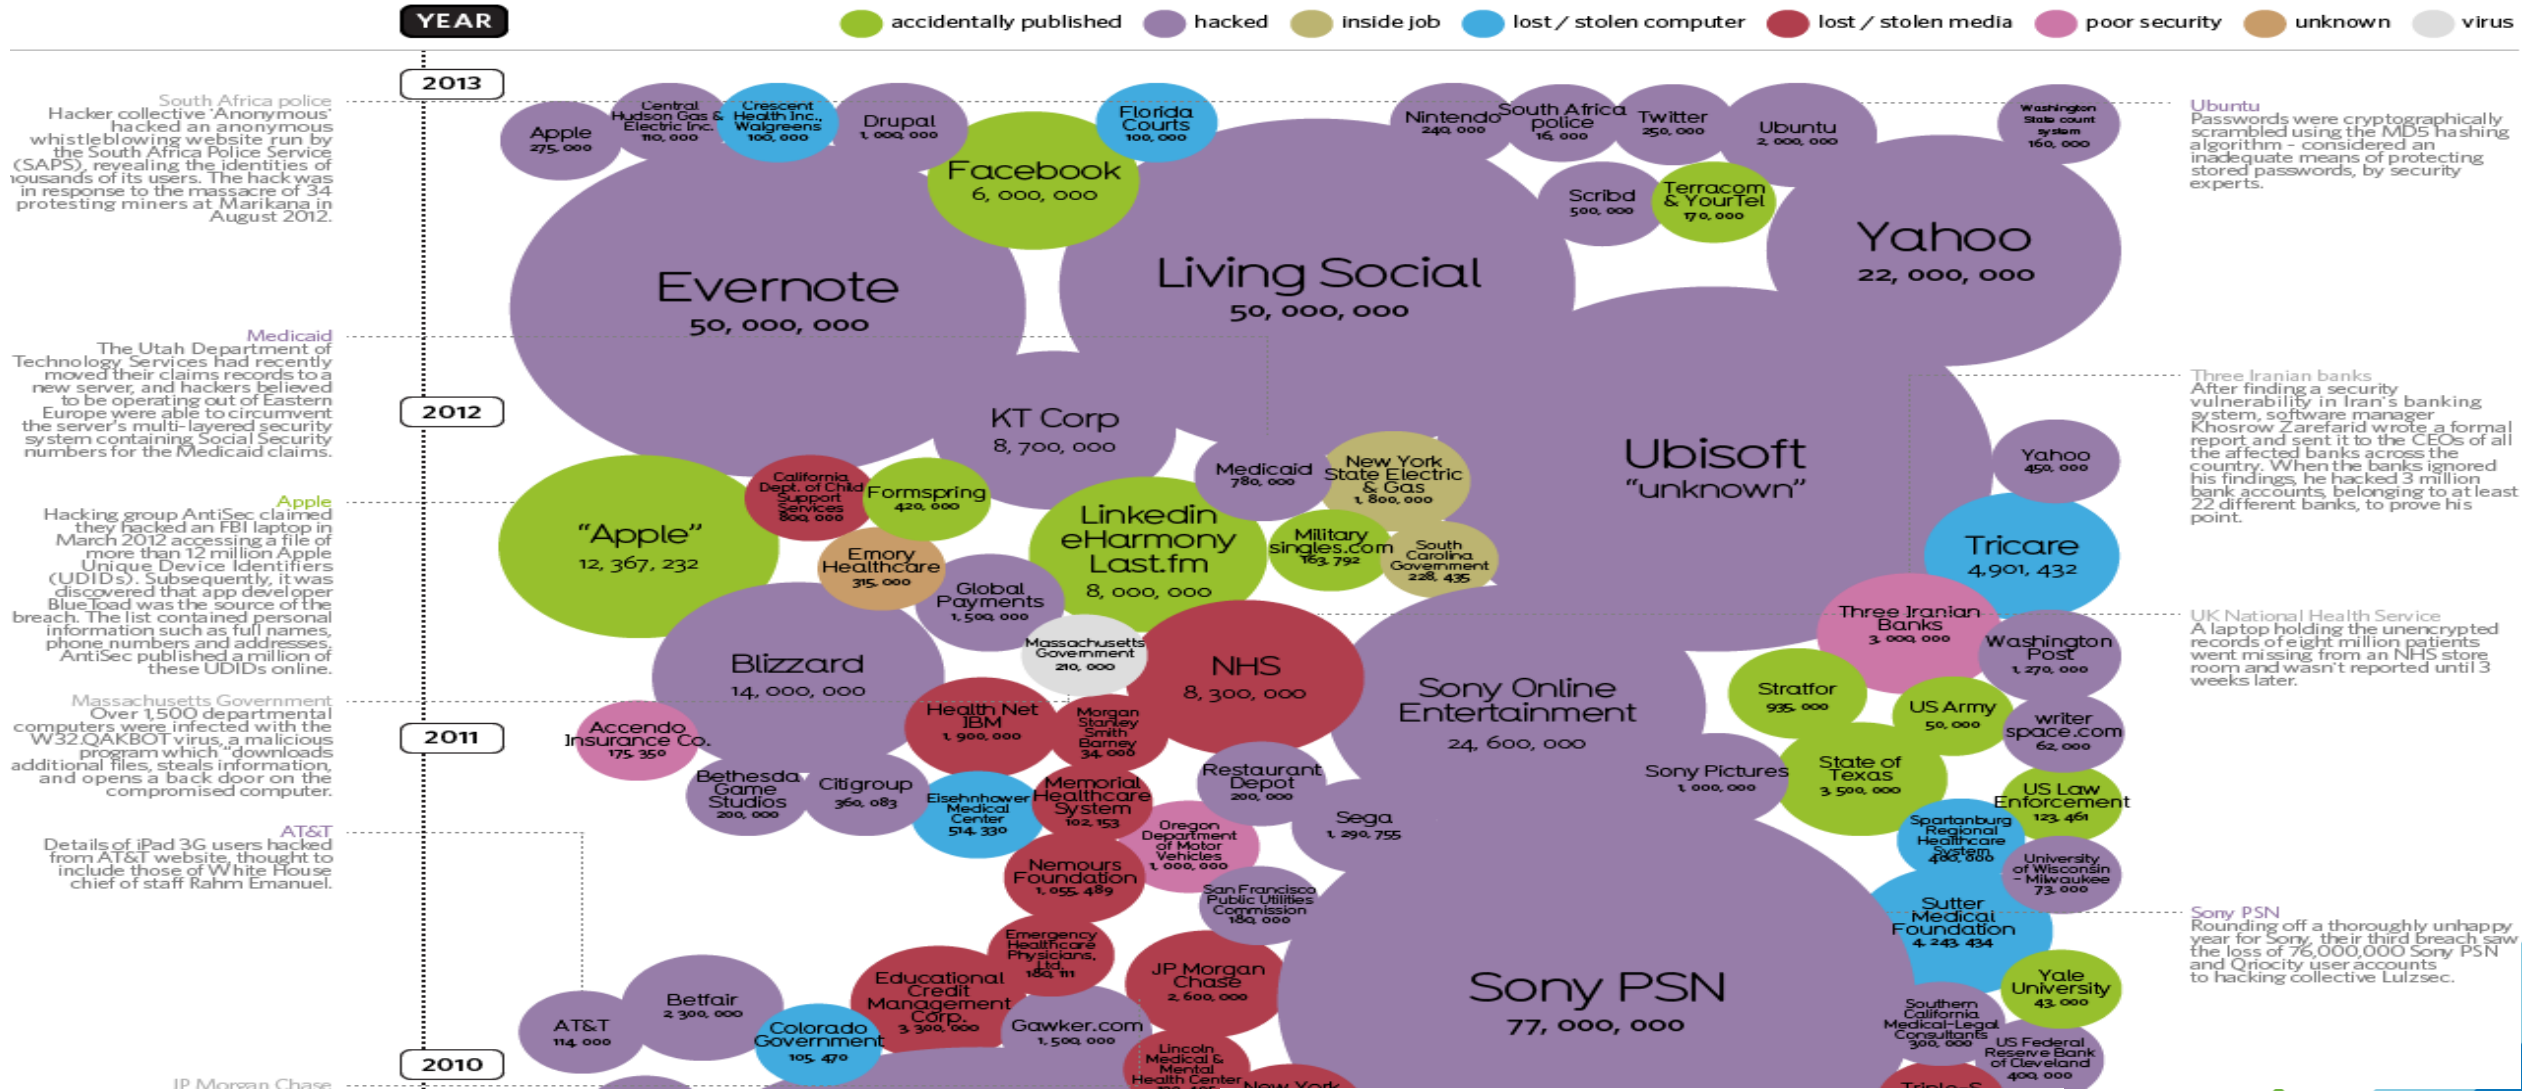 YEAR
accidentally published
hacked
inside job
lost / stolen computer
lost / stolen media
poor security
unknown
virus
2013
South Africa police
Hacker collective 'Anonymous'
hacked an anonymous
whistleblowing website run by
the South Africa Police Service
(SAPS), revealing the identities of
housands of its users. The hack was
in response to the massacre of 34
protesting miners at Marikana in
August 2012.
Apple
275, 000
Central
Hudson Gas &
Electric Inc.
110, 000
Crescent
Health Inc.,
Walgreens
100, 000
Drupal
1, 000, 000
Facebook
6, 000, 000
Florida
Courts
100, 000
Nintendo
240, 000
South Africa
police
16, 000
Twitter
250, 000
Ubuntu
2, 000, 000
Washington
State count
system
160, 000
Scribd
500, 000
Terracom
& YourTel
170, 000
Yahoo
22, 000, 000
Evernote
50, 000, 000
Living Social
50, 000, 000
Ubuntu
Passwords were cryptographically
scrambled using the MD5 hashing
algorithm - considered an
inadequate means of protecting
stored passwords, by security
experts.
Medicaid
The Utah Department of
Technology Services had recently
moved their claims records to a
new server, and hackers believed
to be operating out of Eastern
Europe were able to circumvent
the server's multi-layered security
system containing Social Security
numbers for the Medicaid claims.
2012
KT Corp
8, 700, 000
Ubisoft
"unknown"
Yahoo
450, 000
Medicaid
780, 000
New York
State Electric
& Gas
1, 800, 000
California
Dept. of Child
Support
Services
800, 000
Formspring
420, 000
"Apple"
12, 367, 232
Linkedin
eHarmony
Last.fm
8, 000, 000
Military
singles.com
163, 792
South
Carolina
Government
228, 435
Emory
Healthcare
315, 000
Global
Payments
1, 500, 000
Tricare
4,901, 432
Three Iranian banks
After finding a security
vulnerability in Iran's banking
system, software manager
Khosrow Zarefarid wrote a formal
report and sent it to the CEOs of all
the affected banks across the
country. When the banks ignored
his findings, he hacked 3 million
bank accounts, belonging to at least
22 different banks, to prove his
point.
Apple
Hacking group AntiSec claimed
they hacked an FBI laptop in
March 2012 accessing a file of
more than 12 million Apple
Unique Device Identifiers
(UDIDs). Subsequently, it was
discovered that app developer
BlueToad was the source of the
breach. The list contained personal
information such as full names,
phone numbers and addresses.
AntiSec published a million of
these UDIDs online.
Three Iranian
Banks
3, 000, 000
Washington
Post
1, 270, 000
UK National Health Service
A laptop holding the unencrypted
records of eight million patients
went missing from an NHS store
room and wasn't reported until 3
weeks later.
Massachusetts
Government
210, 000
Blizzard
14, 000, 000
NHS
8, 300, 000
Sony Online
Entertainment
24, 600, 000
Stratfor
935, 000
US Army
50, 000
writer
space.com
62, 000
Massachusetts Government
Over 1,500 departmental
computers were infected with the
W32.QAKBOT virus, a malicious
program which "downloads
additional files, steals information,
and opens a back door on the
compromised computer.
2011
Accendo
Insurance Co.
175, 350
Health Net
IBM
1, 900, 000
Morgan
Stanley
Smith
Barney
34, 000
Bethesda
Game
Studios
200, 000
Citigroup
360, 083
Eisehnhower
Medical
Center
514, 330
Memorial
Healthcare
System
102, 153
Restaurant
Depot
200, 000
Sony Pictures
1, 000, 000
State of
Texas
3, 500, 000
US Law
Enforcement
123, 461
Sega
1, 290, 755
Oregon
Department
of Motor
Vehicles
1, 000, 000
Spartanburg
Regional
Healthcare
System
400, 000
AT&T
Details of iPad 3G users hacked
from AT&T website, thought to
include those of White House
chief of staff Rahm Emanuel.
Nemours
Foundation
1, 055, 489
University
of Wisconsin
- Milwaukee
73, 000
San Francisco
Public Utilities
Commission
180, 000
Sutter
Medical
Foundation
4, 243, 434
Sony PSN
Rounding off a thoroughly unhappy
year for Sony, their third breach saw
the loss of 76,000,000 Sony PSN
and Qriocity user accounts
to hacking collective Lulzsec.
Emergency
Healthcare
Physicians,
Ltd.
180, 111
Educational
Credit
Management
Corp.
3, 300, 000
JP Morgan
Chase
2, 600, 000
Sony PSN
77, 000, 000
Yale
University
43, 000
Betfair
2, 300, 000
AT&T
114, 000
Colorado
Government
105, 470
Gawker.com
1, 500, 000
Southern
California
Medical-Legal
Consultants
300, 000
US Federal
Reserve Bank
of Cleveland
400, 000
2010
Lincoln
Medical &
Mental
Health Center
New York
Triple-S
JP Morgan Chase